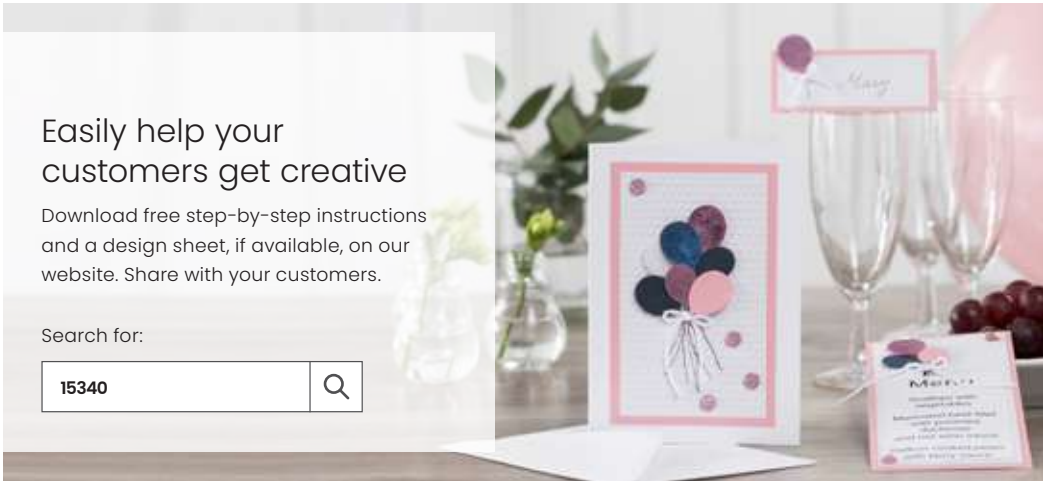 Easily help your
customers get creative
Download free step-by-step instructions
and a design sheet, if available, on our
website. Share with your customers.
Search for:
15340
Mary
Menu